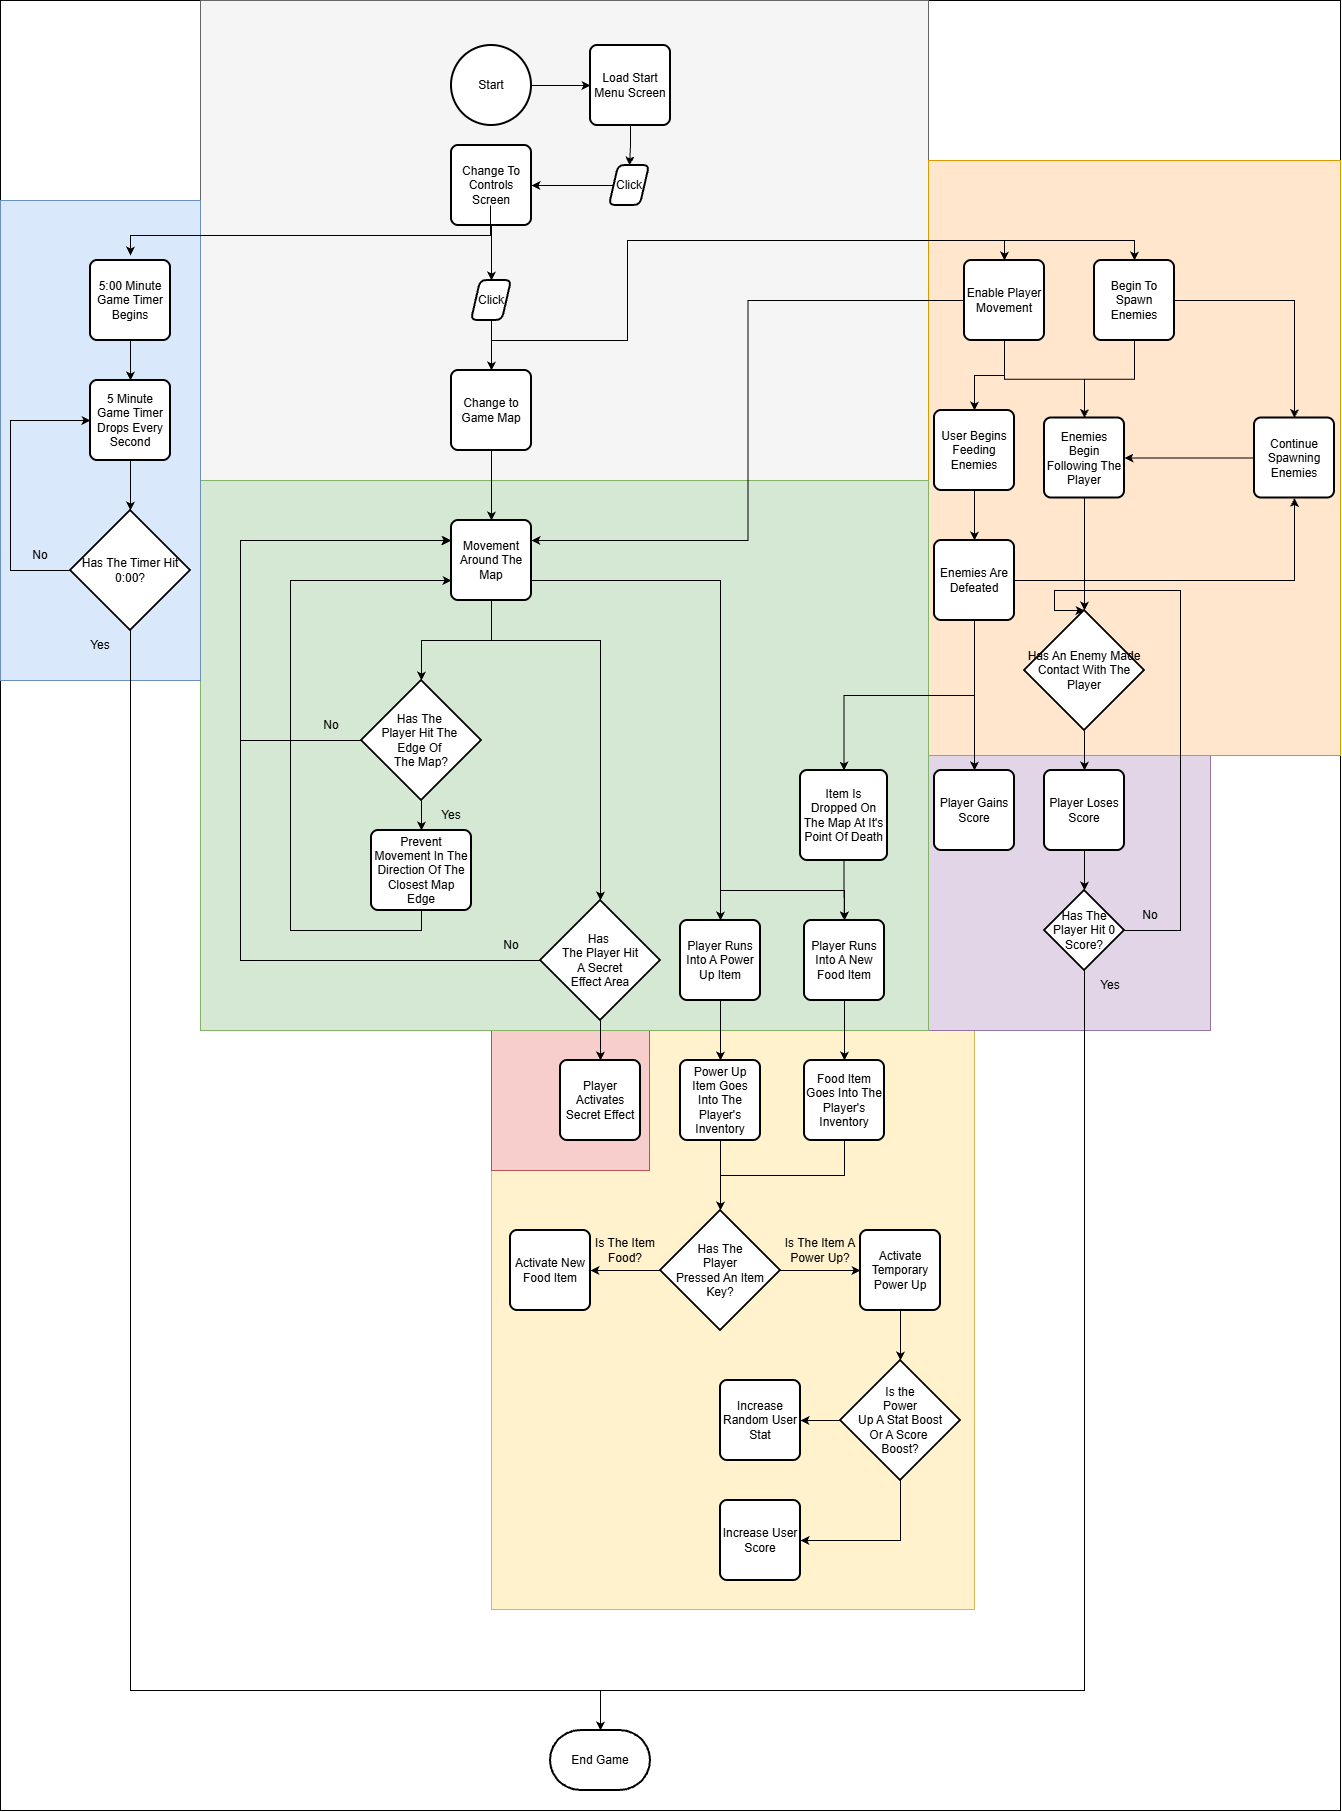 Start
Load Start
Menu Screen
Click
Change To
Controls
Screen
Click
Change to
Game Map
5:00 Minute
Game Timer
Begins
5 Minute
Game Timer
Drops Every
Second
Has The Timer Hit
0:00?
No
Yes
Enable Player
Movement
Begin To
Spawn
Enemies
User Begins
Feeding
Enemies
Enemies
Begin
Following The
Player
Continue
Spawning
Enemies
Enemies Are
Defeated
Has An Enemy Made
Contact With The
Player
Movement
Around The
Map
Has The
Player Hit The
Edge Of
The Map?
No
Yes
Prevent
Movement In The
Direction Of The
Closest Map
Edge
Has
The Player Hit
A Secret
Effect Area
No
Item Is
Dropped On
The Map At It's
Point Of Death
Player Runs
Into A Power
Up Item
Player Runs
Into A New
Food Item
Player Gains
Score
Player Loses
Score
Has The
Player Hit 0
Score?
No
Yes
Player
Activates
Secret Effect
Power Up
Item Goes
Into The
Player's
Inventory
Food Item
Goes Into The
Player's
Inventory
Has The
Player
Pressed An Item
Key?
Is The Item
Food?
Is The Item A
Power Up?
Activate New
Food Item
Activate
Temporary
Power Up
Is the
Power
Up A Stat Boost
Or A Score
Boost?
Increase
Random User
Stat
Increase User
Score
End Game